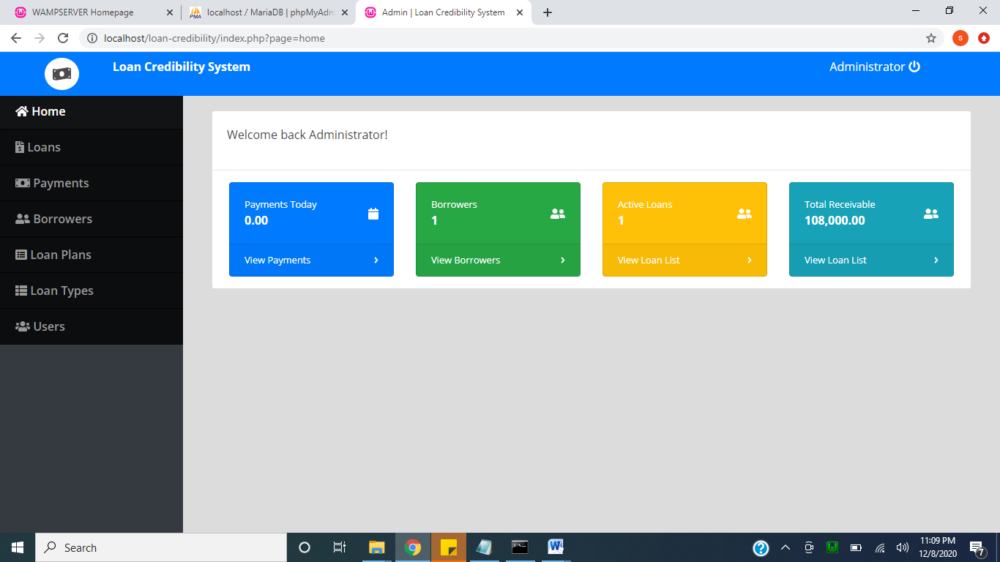 WAMPSERVER Homepage
localhost / MariaDB | phpMyAdm
Admin | Loan Credibility System
localhost/loan-credibility/index.php?page=home
S
Loan Credibility System
Administrator
Home
Loans
Payments
Borrowers
Loan Plans
Loan Types
Users
Welcome back Administrator!
Payments Today
0.00
View Payments
Borrowers
1
View Borrowers
Active Loans
1
View Loan List
Total Receivable
108,000.00
View Loan List
Search
11:09 PM
12/8/2020
7